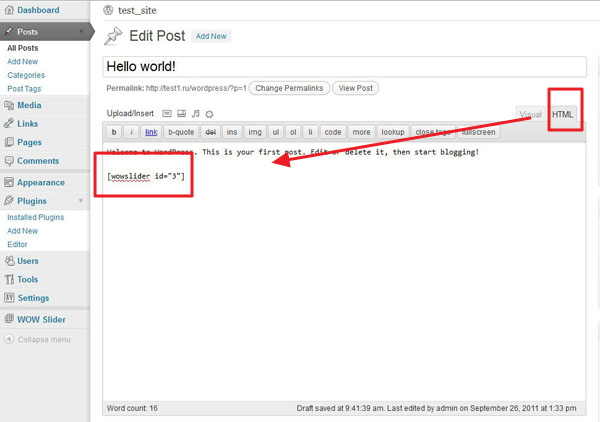 Dashboard
Posts
All Posts
Add New
Categories
Post Tags
Media
Links
Pages
Comments
Appearance
Plugins
Installed Plugins
Add New
Editor
Users
Tools
Settings
WOW Slider
Collapse menu
test_site
Edit Post Add New
Hello world!
Permalink: http://test1.ru/wordpress/?p=1 Change Permalinks View Post
Upload/Insert Visual HTML
b i link b-quote del ins img ul ol li code more lookup close tags fullscreen
Welcome to WordPress. This is your first post. Edit or delete it, then start blogging!
[wowslider id="3"]
Word count: 16 Draft saved at 9:41:39 am. Last edited by admin on September 26, 2011 at 1:33 pm